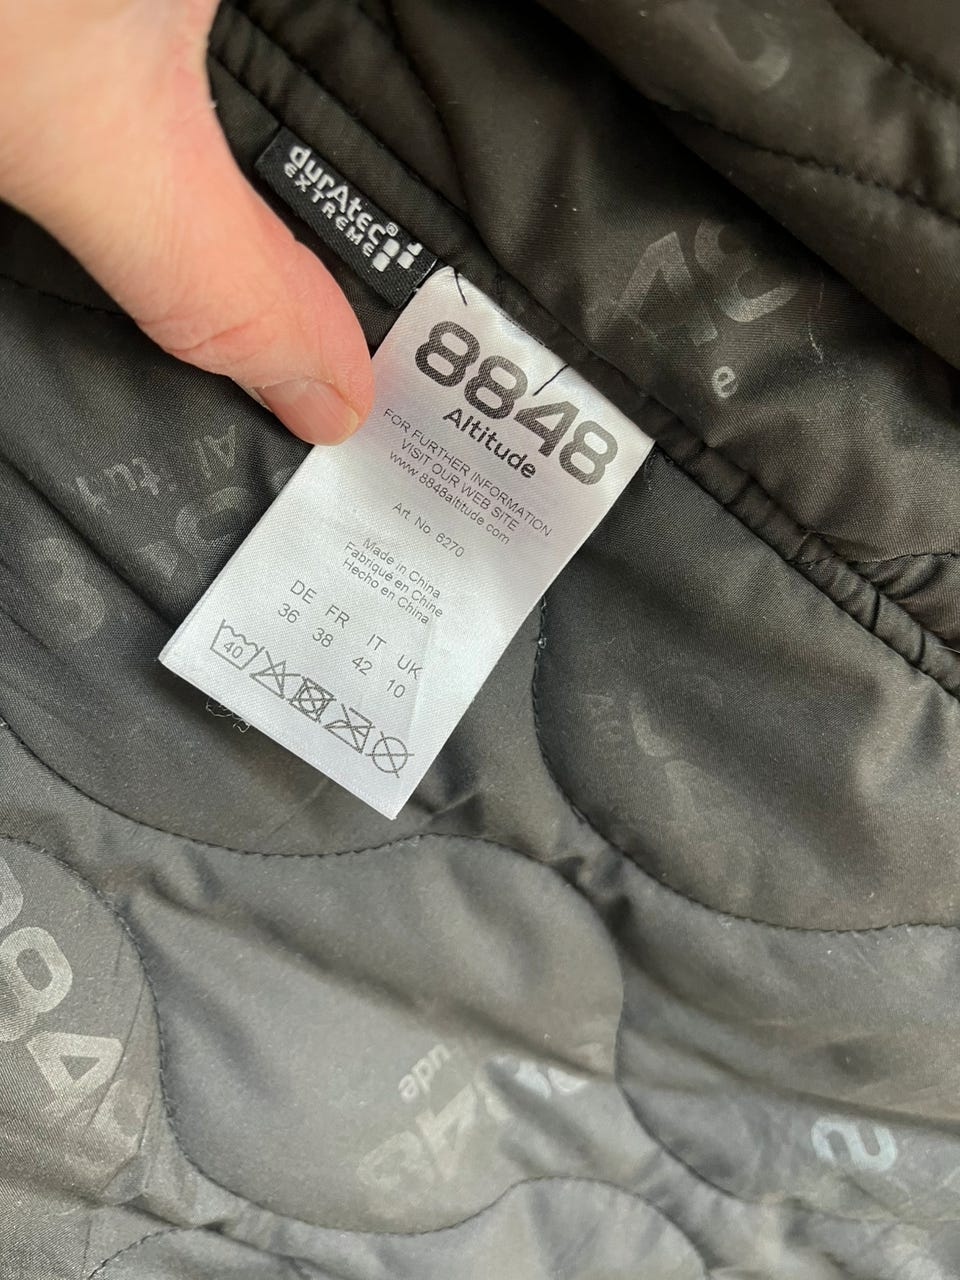 durAtec®
EXTREME
8848
Altitude
FOR FURTHER INFORMATION
VISIT OUR WEB SITE
www.8848altitude.com
Art. No. 6270
Made in China
Fabriqué en Chine
Hecho en China
DE FR IT UK
36 38 42 10
40